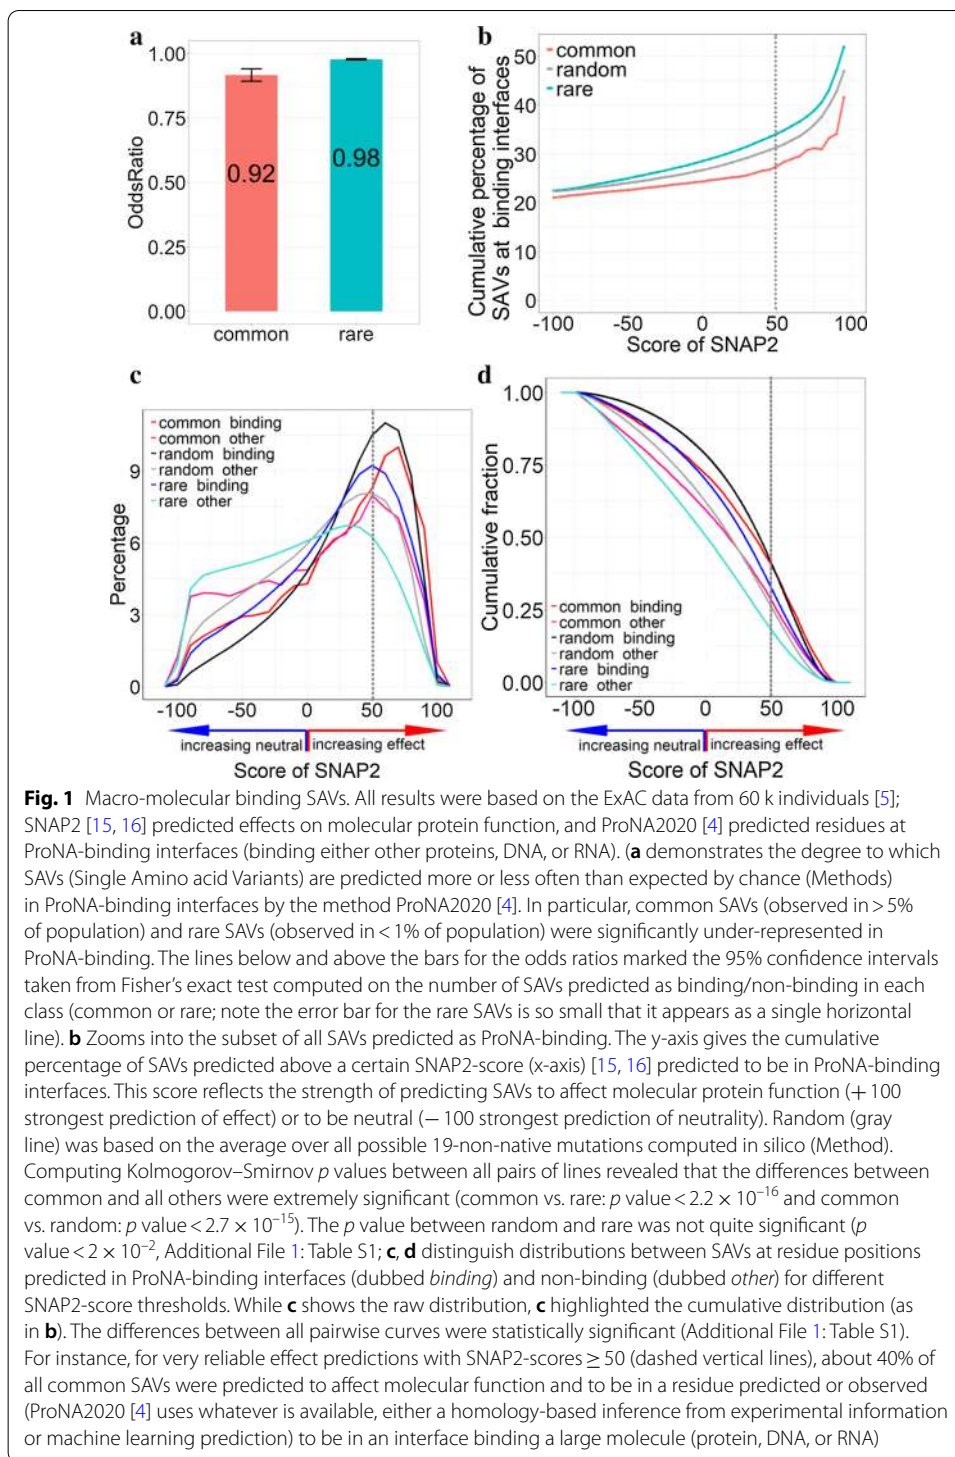 a
1.00
0.75
0.50
0.25
0.00
OddsRatio
0.92
0.98
common
rare
b
Cumulative percentage of
SAVs at binding interfaces
50
40
30
20
10
0
common
random
rare
-100
-50
0
50
100
Score of SNAP2
c
Percentage
9
6
3
0
common binding
common other
random binding
random other
rare binding
rare other
-100
-50
0
50
100
increasing neutral
increasing effect
Score of SNAP2
d
Cumulative fraction
1.00
0.75
0.50
0.25
0.00
common binding
common other
random binding
random other
rare binding
rare other
-100
-50
0
50
100
increasing neutral
increasing effect
Score of SNAP2
Fig. 1 Macro-molecular binding SAVs. All results were based on the ExAC data from 60 k individuals [5];
SNAP2 [15, 16] predicted effects on molecular protein function, and ProNA2020 [4] predicted residues at
ProNA-binding interfaces (binding either other proteins, DNA, or RNA). (a demonstrates the degree to which
SAVs (Single Amino acid Variants) are predicted more or less often than expected by chance (Methods)
in ProNA-binding interfaces by the method ProNA2020 [4]. In particular, common SAVs (observed in > 5%
of population) and rare SAVs (observed in < 1% of population) were significantly under-represented in
ProNA-binding. The lines below and above the bars for the odds ratios marked the 95% confidence intervals
taken from Fisher's exact test computed on the number of SAVs predicted as binding/non-binding in each
class (common or rare; note the error bar for the rare SAVs is so small that it appears as a single horizontal
line). b Zooms into the subset of all SAVs predicted as ProNA-binding. The y-axis gives the cumulative
percentage of SAVs predicted above a certain SNAP2-score (x-axis) [15, 16] predicted to be in ProNA-binding
interfaces. This score reflects the strength of predicting SAVs to affect molecular protein function (+ 100
strongest prediction of effect) or to be neutral (− 100 strongest prediction of neutrality). Random (gray
line) was based on the average over all possible 19-non-native mutations computed in silico (Method).
Computing Kolmogorov–Smirnov p values between all pairs of lines revealed that the differences between
common and all others were extremely significant (common vs. rare: p value < 2.2 × 10⁻¹⁶ and common
vs. random: p value < 2.7 × 10⁻¹⁵). The p value between random and rare was not quite significant (p
value < 2 × 10⁻², Additional File 1: Table S1; c, d distinguish distributions between SAVs at residue positions
predicted in ProNA-binding interfaces (dubbed binding) and non-binding (dubbed other) for different
SNAP2-score thresholds. While c shows the raw distribution, c highlighted the cumulative distribution (as
in b). The differences between all pairwise curves were statistically significant (Additional File 1: Table S1).
For instance, for very reliable effect predictions with SNAP2-scores ≥ 50 (dashed vertical lines), about 40% of
all common SAVs were predicted to affect molecular function and to be in a residue predicted or observed
(ProNA2020 [4] uses whatever is available, either a homology-based inference from experimental information
or machine learning prediction) to be in an interface binding a large molecule (protein, DNA, or RNA)